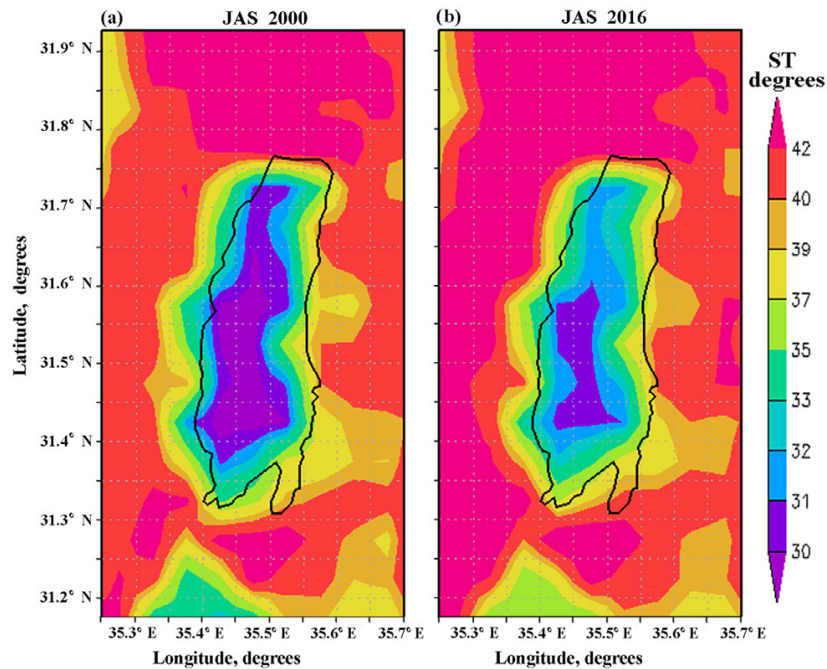 (a) JAS 2000
(b) JAS 2016
ST
degrees
31.9° N
31.8° N
31.7° N
31.6° N
31.5° N
31.4° N
31.3° N
31.2° N
Latitude, degrees
42
40
39
37
35
33
32
31
30
35.3° E 35.4° E 35.5° E 35.6° E 35.7° E
35.3° E 35.4° E 35.5° E 35.6° E 35.7° E
Longitude, degrees
Longitude, degrees